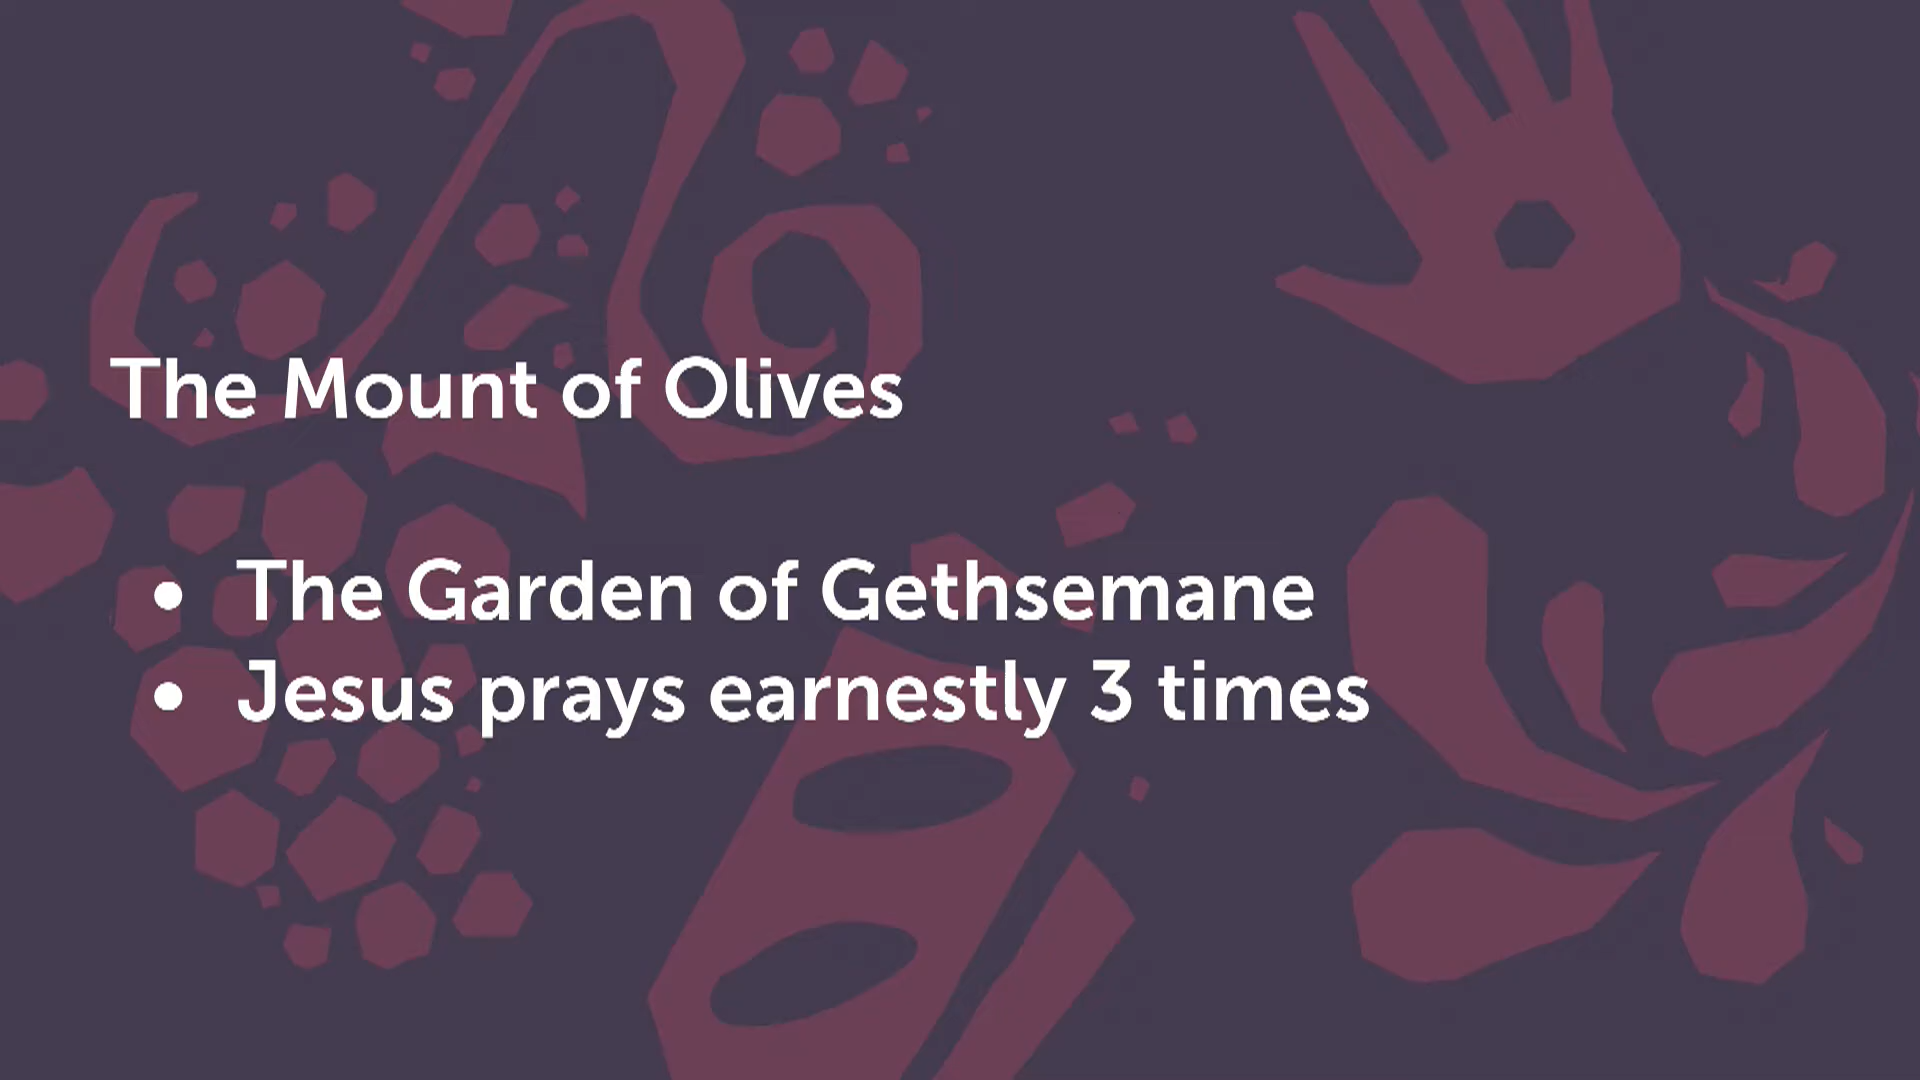 The Mount of Olives
• The Garden of Gethsemane
• Jesus prays earnestly 3 times